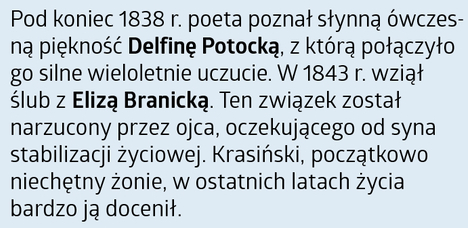 Pod koniec 1838 r. poeta poznał słynną ówczes-
ną piękność Delfinę Potocką, z którą połączyło
go silne wieloletnie uczucie. W 1843 r. wziął
ślub z Elizą Branicką. Ten związek został
narzucony przez ojca, oczekującego od syna
stabilizacji życiowej. Krasiński, początkowo
niechętny żonie, w ostatnich latach życia
bardzo ją docenił.